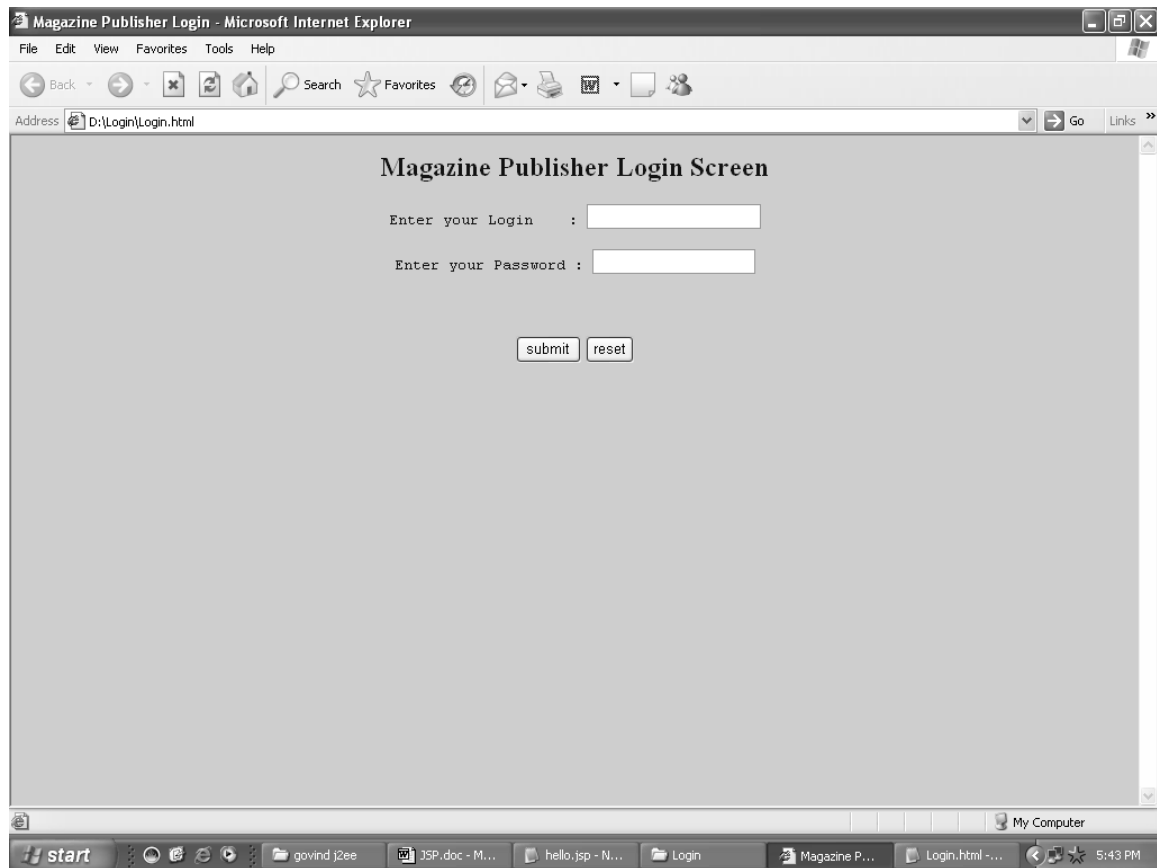 Magazine Publisher Login - Microsoft Internet Explorer
File Edit View Favorites Tools Help
Back Search Favorites
Address D:\Login\Login.html Go Links »
Magazine Publisher Login Screen
Enter your Login :
Enter your Password :
submit reset
My Computer
start govind j2ee JSP.doc - M... hello.jsp - N... Login Magazine P... Login.html -... 5:43 PM